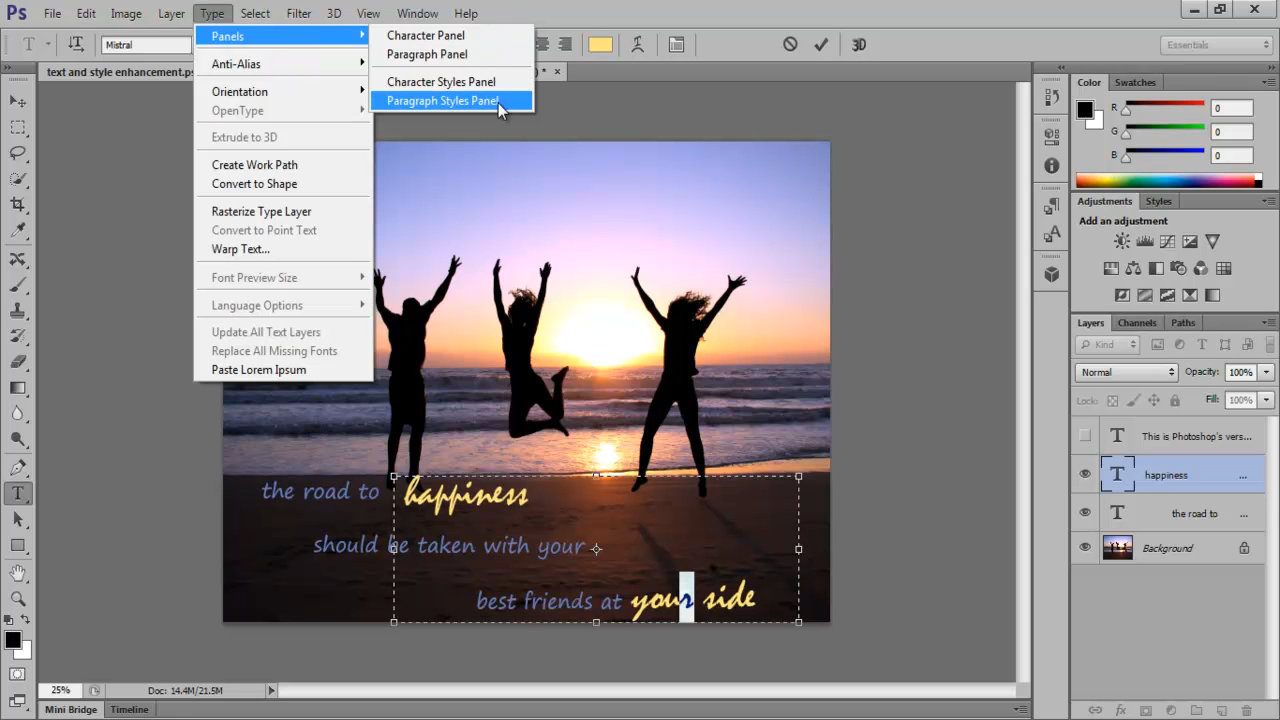 Ps File Edit Image Layer Type Select Filter 3D View Window Help
T Mistral 3D Essentials
text and style enhancement.ps ) * ×
Panels
Anti-Alias
Orientation
OpenType
Extrude to 3D
Create Work Path
Convert to Shape
Rasterize Type Layer
Convert to Point Text
Warp Text...
Font Preview Size
Language Options
Update All Text Layers
Replace All Missing Fonts
Paste Lorem Ipsum
Character Panel
Paragraph Panel
Character Styles Panel
Paragraph Styles Panel
the road to happiness
should be taken with your
best friends at your side
Color Swatches
R 0
G 0
B 0
Adjustments Styles
Add an adjustment
Layers Channels Paths
Kind
Normal Opacity: 100%
Lock: Fill: 100%
T This is Photoshop's vers...
T happiness ...
T the road to ...
Background
25% Doc: 14.4M/21.5M
Mini Bridge Timeline